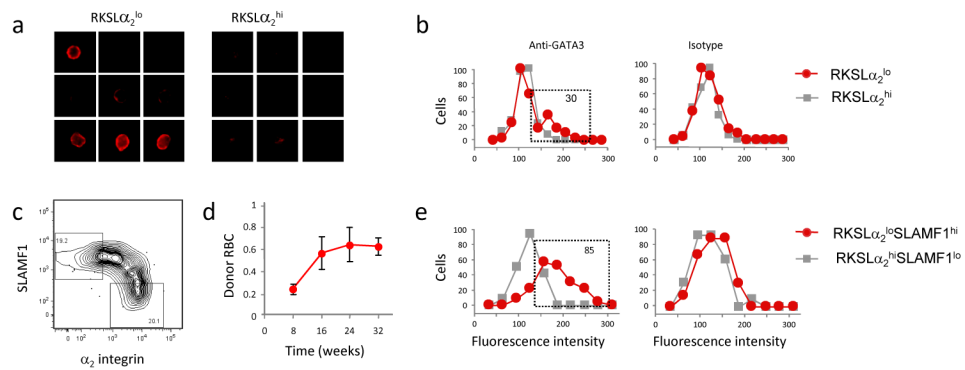 a
RKSLα₂ˡᵒ
RKSLα₂ʰⁱ
b
Anti-GATA3
Isotype
Cells
100
80
60
40
20
0
30
0 100 200 300
100
80
60
40
20
0
0 100 200 300
RKSLα₂ˡᵒ
RKSLα₂ʰⁱ
c
SLAMF1
10⁵
10⁴
10³
10²
0
19.2
20.1
0 10² 10³ 10⁴ 10⁵
α₂ integrin
d
Donor RBC
1
0.8
0.6
0.4
0.2
0 8 16 24 32
Time (weeks)
e
Cells
100
80
60
40
20
0
85
0 100 200 300
Fluorescence intensity
100
80
60
40
20
0
0 100 200 300
Fluorescence intensity
RKSLα₂ˡᵒSLAMF1ʰⁱ
RKSLα₂ʰⁱSLAMF1ˡᵒ